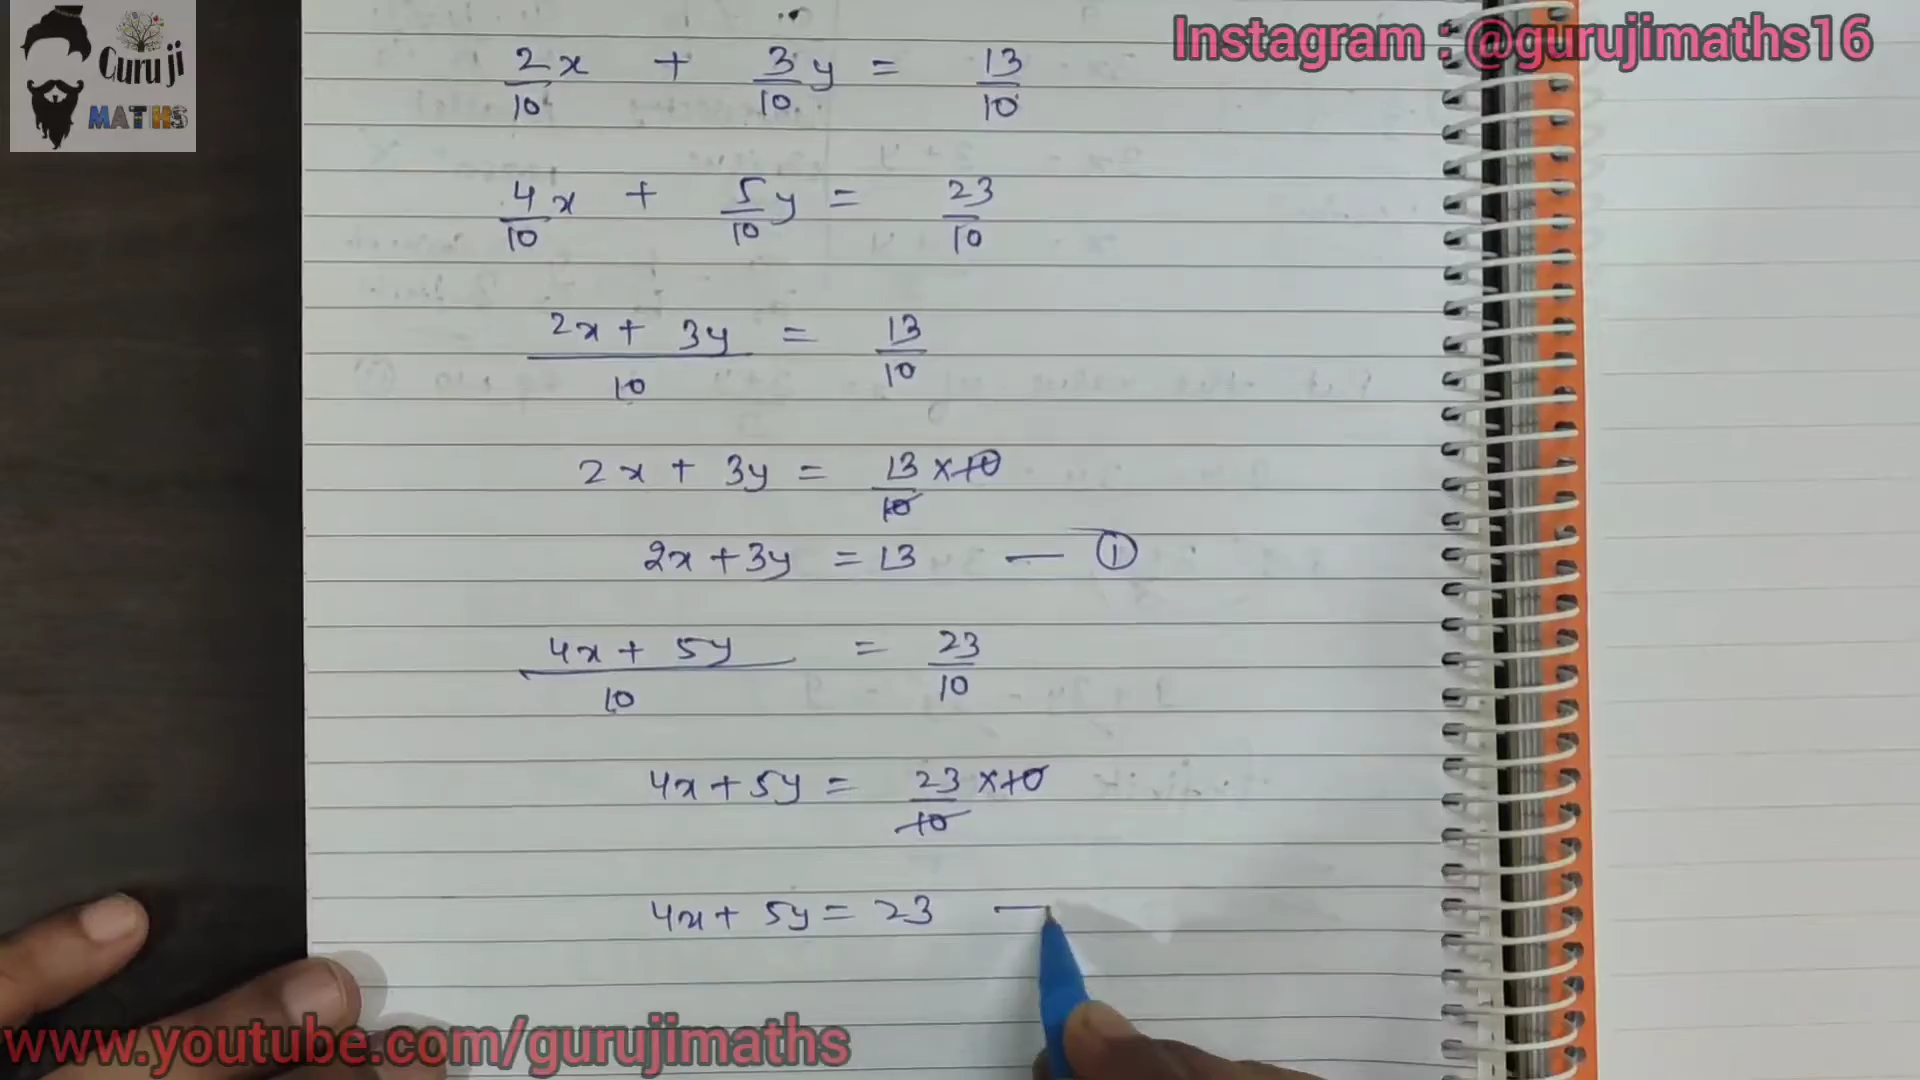 Guruji
MATHS
Instagram : @gurujimaths16
2/10 x + 3/10 y = 13/10
4/10 x + 5/10 y = 23/10
2x + 3y / 10 = 13/10
2x + 3y = 13/10 × 10
2x + 3y = 13 — ①
4x + 5y / 10 = 23/10
4x + 5y = 23/10 × 10
4x + 5y = 23 —
www.youtube.com/gurujimaths